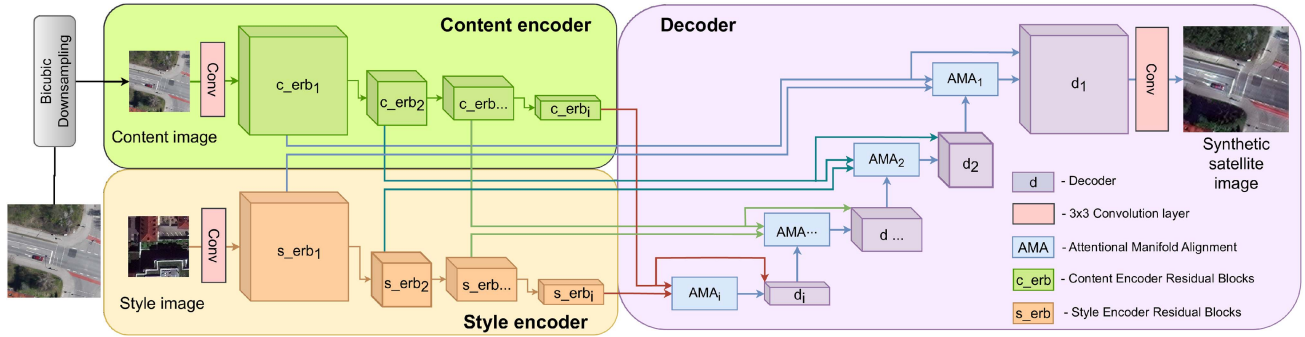 Bicubic
Downsampling
Content encoder
Content image
Conv
c_erb1
c_erb2
c_erb...
c_erbi
Style encoder
Style image
Conv
s_erb1
s_erb2
s_erb...
s_erbi
Decoder
AMAi
di
AMA...
d ...
AMA2
d2
AMA1
d1
Conv
Synthetic
satellite
image
d - Decoder
- 3x3 Convolution layer
AMA - Attentional Manifold Alignment
c_erb - Content Encoder Residual Blocks
s_erb - Style Encoder Residual Blocks